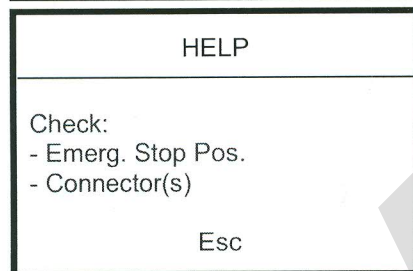 HELP
Check:
- Emerg. Stop Pos.
- Connector(s)
Esc